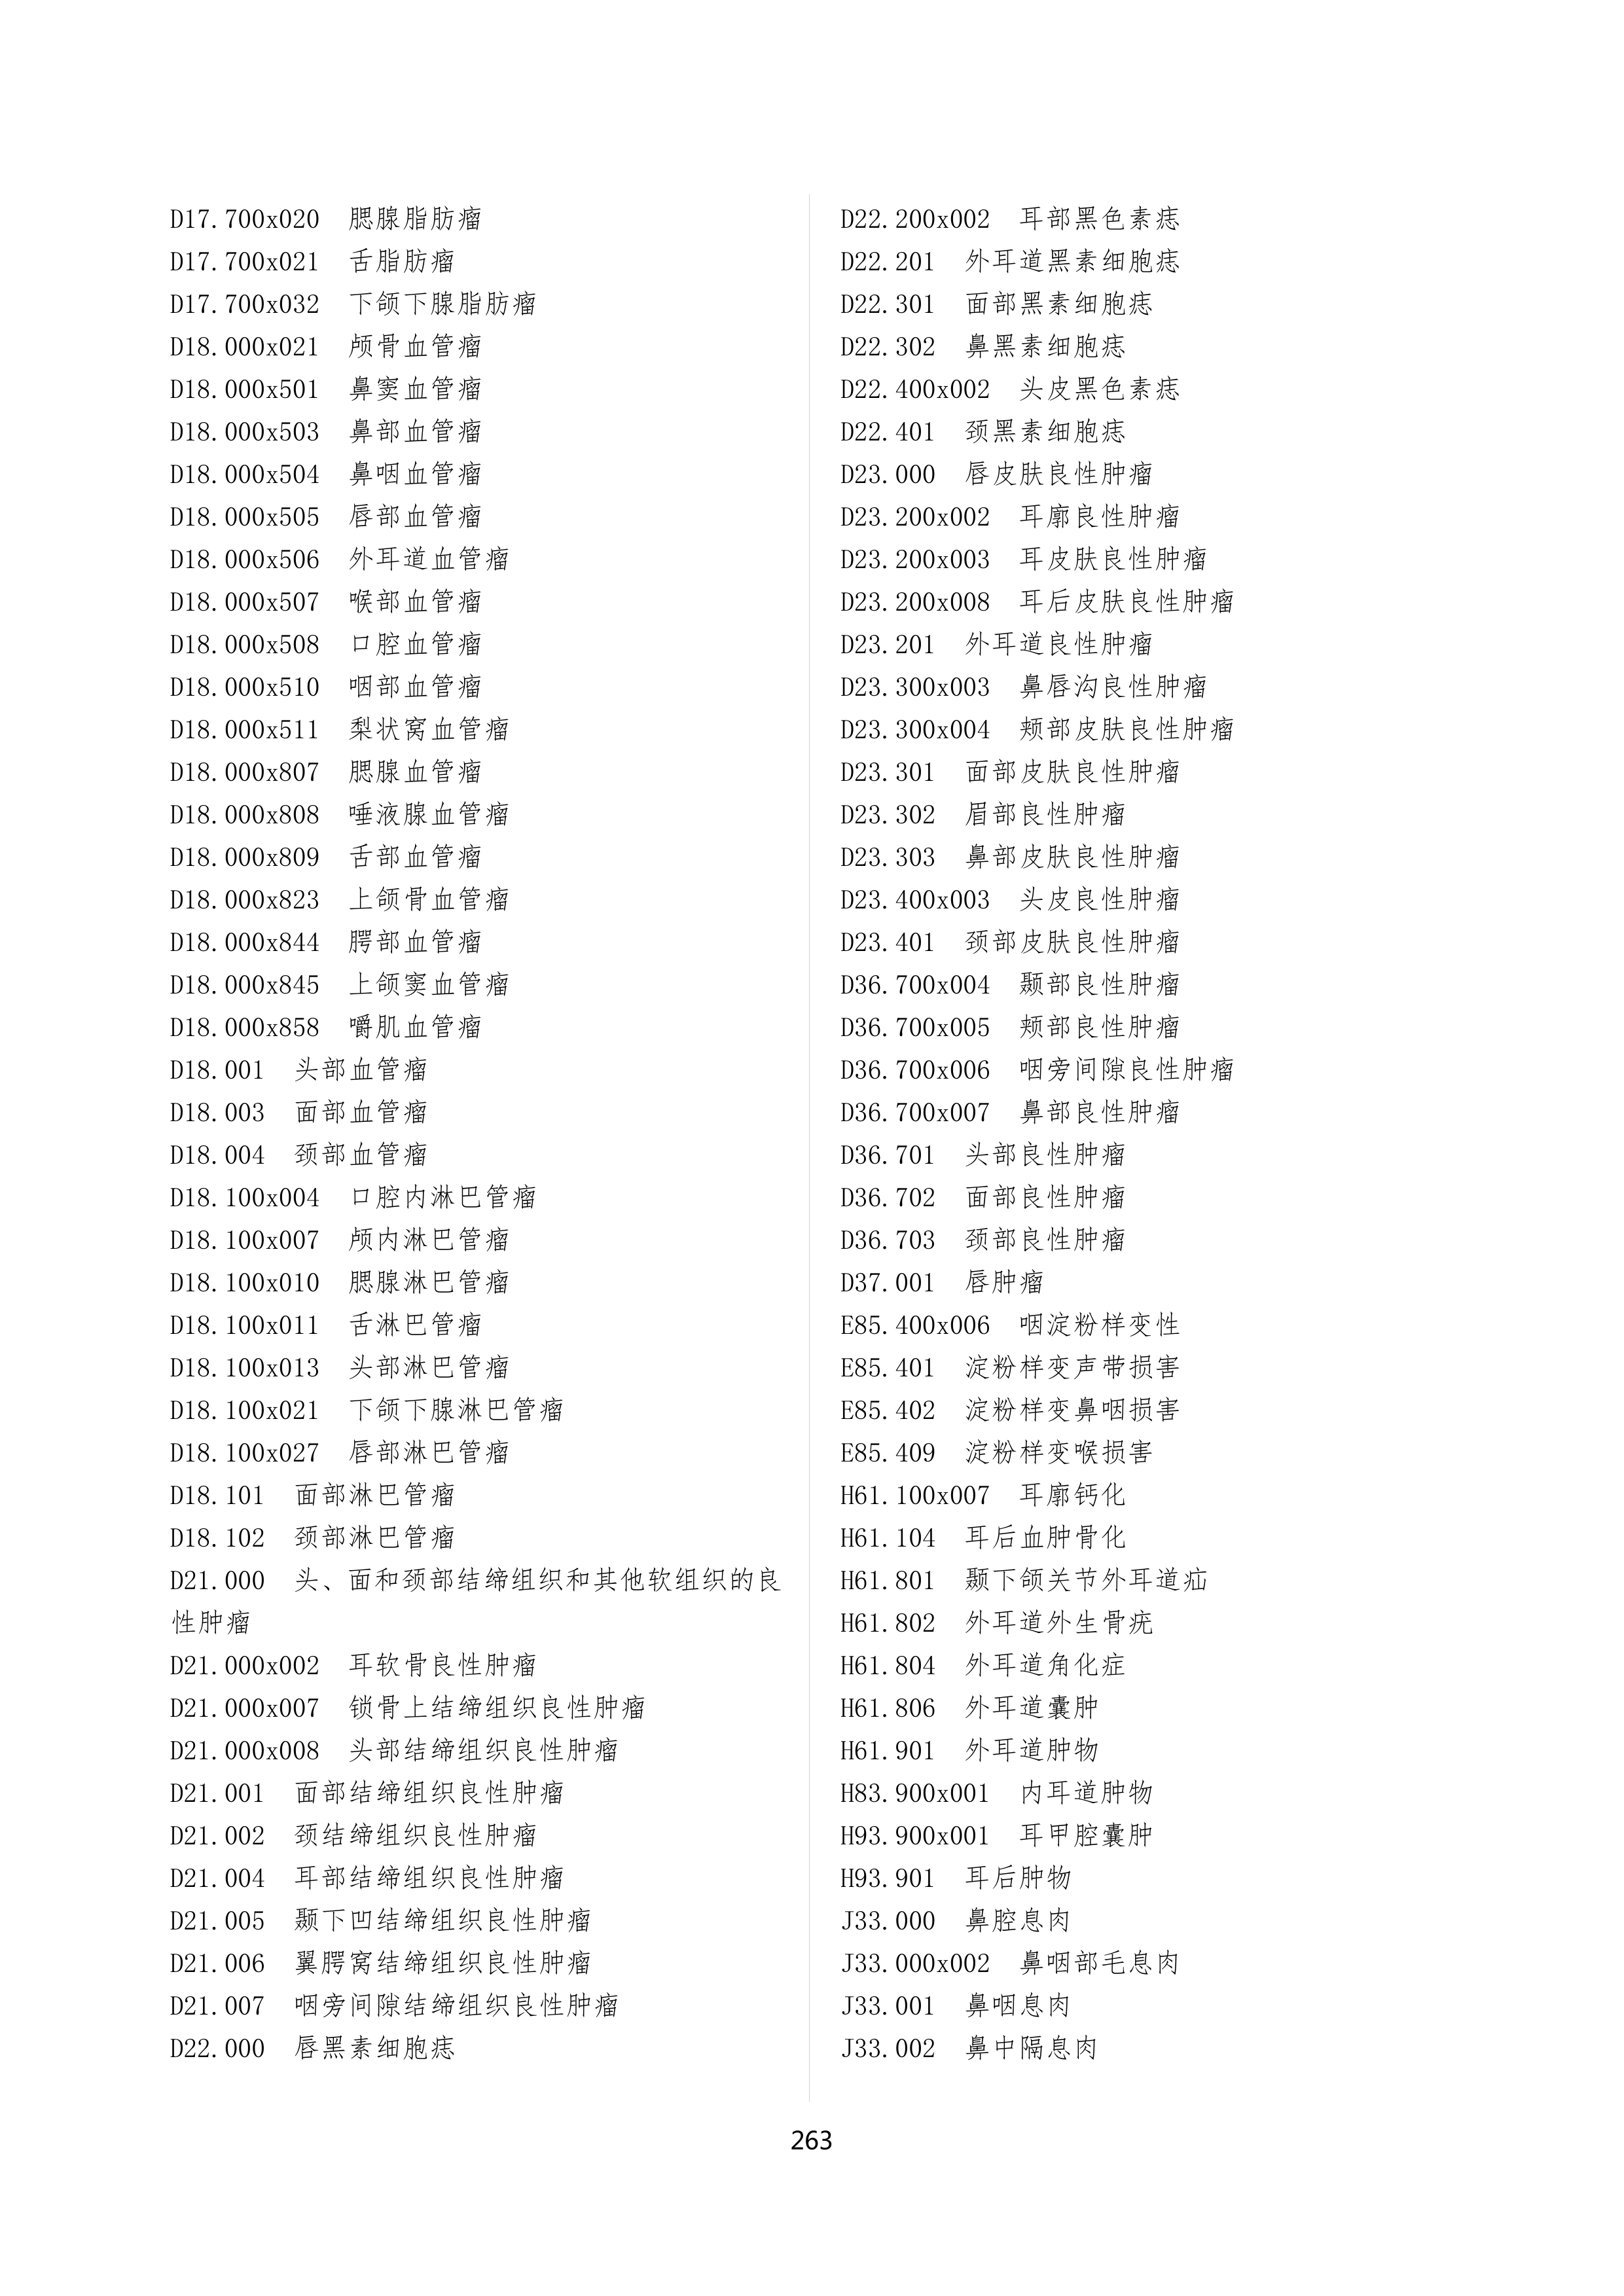 D17.700x020 腮腺脂肪瘤
D17.700x021 舌脂肪瘤
D17.700x032 下颌下腺脂肪瘤
D18.000x021 颅骨血管瘤
D18.000x501 鼻窦血管瘤
D18.000x503 鼻部血管瘤
D18.000x504 鼻咽血管瘤
D18.000x505 唇部血管瘤
D18.000x506 外耳道血管瘤
D18.000x507 喉部血管瘤
D18.000x508 口腔血管瘤
D18.000x510 咽部血管瘤
D18.000x511 梨状窝血管瘤
D18.000x807 腮腺血管瘤
D18.000x808 唾液腺血管瘤
D18.000x809 舌部血管瘤
D18.000x823 上颌骨血管瘤
D18.000x844 腭部血管瘤
D18.000x845 上颌窦血管瘤
D18.000x858 嚼肌血管瘤
D18.001 头部血管瘤
D18.003 面部血管瘤
D18.004 颈部血管瘤
D18.100x004 口腔内淋巴管瘤
D18.100x007 颅内淋巴管瘤
D18.100x010 腮腺淋巴管瘤
D18.100x011 舌淋巴管瘤
D18.100x013 头部淋巴管瘤
D18.100x021 下颌下腺淋巴管瘤
D18.100x027 唇部淋巴管瘤
D18.101 面部淋巴管瘤
D18.102 颈部淋巴管瘤
D21.000 头、面和颈部结缔组织和其他软组织的良
性肿瘤
D21.000x002 耳软骨良性肿瘤
D21.000x007 锁骨上结缔组织良性肿瘤
D21.000x008 头部结缔组织良性肿瘤
D21.001 面部结缔组织良性肿瘤
D21.002 颈结缔组织良性肿瘤
D21.004 耳部结缔组织良性肿瘤
D21.005 颞下凹结缔组织良性肿瘤
D21.006 翼腭窝结缔组织良性肿瘤
D21.007 咽旁间隙结缔组织良性肿瘤
D22.000 唇黑素细胞痣
D22.200x002 耳部黑色素痣
D22.201 外耳道黑素细胞痣
D22.301 面部黑素细胞痣
D22.302 鼻黑素细胞痣
D22.400x002 头皮黑色素痣
D22.401 颈黑素细胞痣
D23.000 唇皮肤良性肿瘤
D23.200x002 耳廓良性肿瘤
D23.200x003 耳皮肤良性肿瘤
D23.200x008 耳后皮肤良性肿瘤
D23.201 外耳道良性肿瘤
D23.300x003 鼻唇沟良性肿瘤
D23.300x004 颊部皮肤良性肿瘤
D23.301 面部皮肤良性肿瘤
D23.302 眉部良性肿瘤
D23.303 鼻部皮肤良性肿瘤
D23.400x003 头皮良性肿瘤
D23.401 颈部皮肤良性肿瘤
D36.700x004 颞部良性肿瘤
D36.700x005 颊部良性肿瘤
D36.700x006 咽旁间隙良性肿瘤
D36.700x007 鼻部良性肿瘤
D36.701 头部良性肿瘤
D36.702 面部良性肿瘤
D36.703 颈部良性肿瘤
D37.001 唇肿瘤
E85.400x006 咽淀粉样变性
E85.401 淀粉样变声带损害
E85.402 淀粉样变鼻咽损害
E85.409 淀粉样变喉损害
H61.100x007 耳廓钙化
H61.104 耳后血肿骨化
H61.801 颞下颌关节外耳道疝
H61.802 外耳道外生骨疣
H61.804 外耳道角化症
H61.806 外耳道囊肿
H61.901 外耳道肿物
H83.900x001 内耳道肿物
H93.900x001 耳甲腔囊肿
H93.901 耳后肿物
J33.000 鼻腔息肉
J33.000x002 鼻咽部毛息肉
J33.001 鼻咽息肉
J33.002 鼻中隔息肉
263